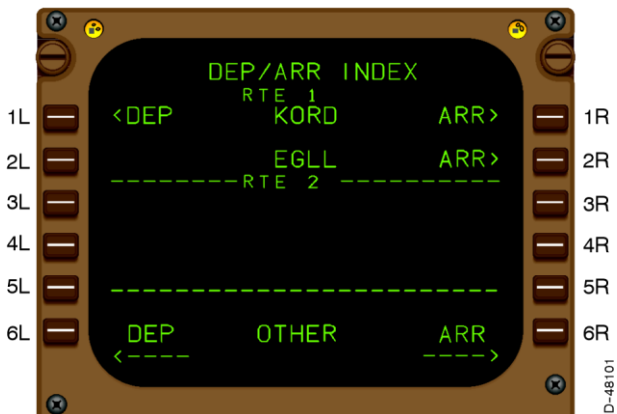 DEP/ARR INDEX
RTE 1
1L <DEP KORD ARR> 1R
2L EGLL ARR> 2R
--------RTE 2 ----------
3L 3R
4L 4R
5L ------------------------ 5R
6L DEP OTHER ARR 6R
<---- ---->
D-48101